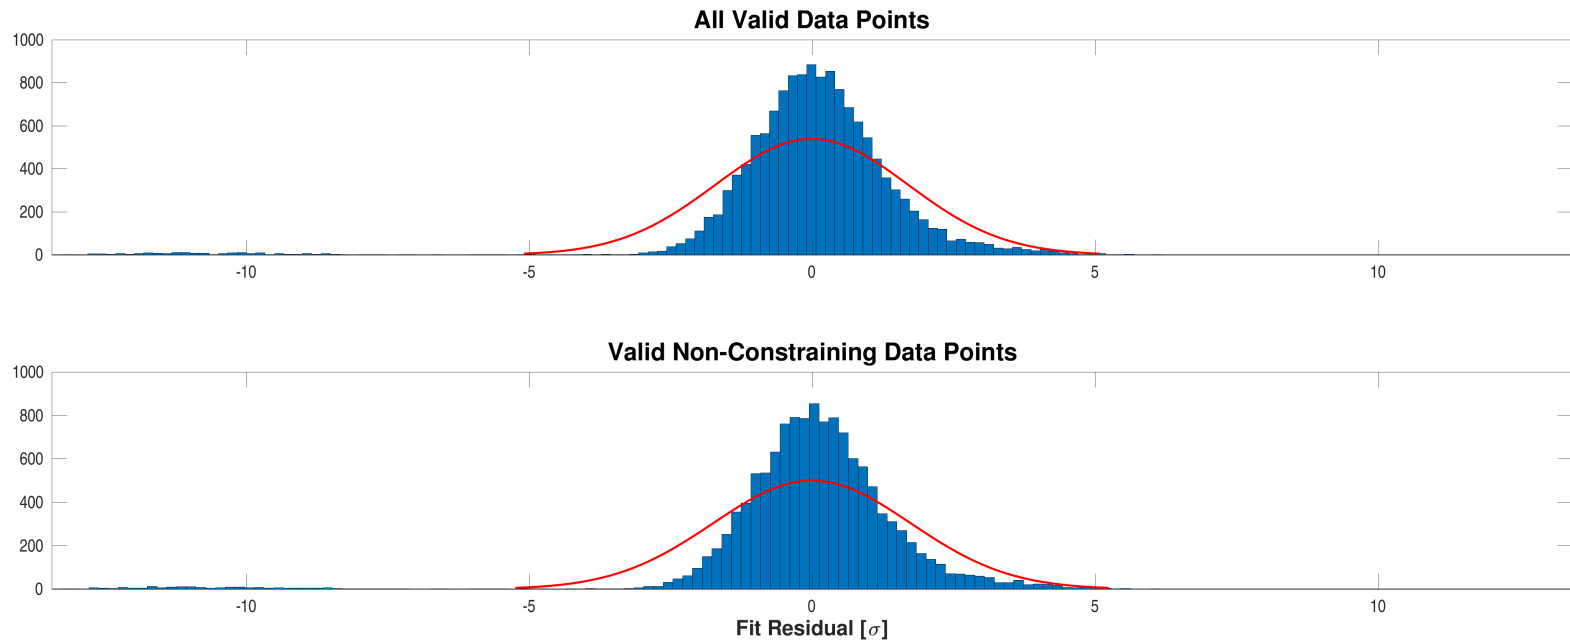 All Valid Data Points
1000
800
600
400
200
0
-10 -5 0 5 10
Valid Non-Constraining Data Points
1000
800
600
400
200
0
-10 -5 0 5 10
Fit Residual [σ]